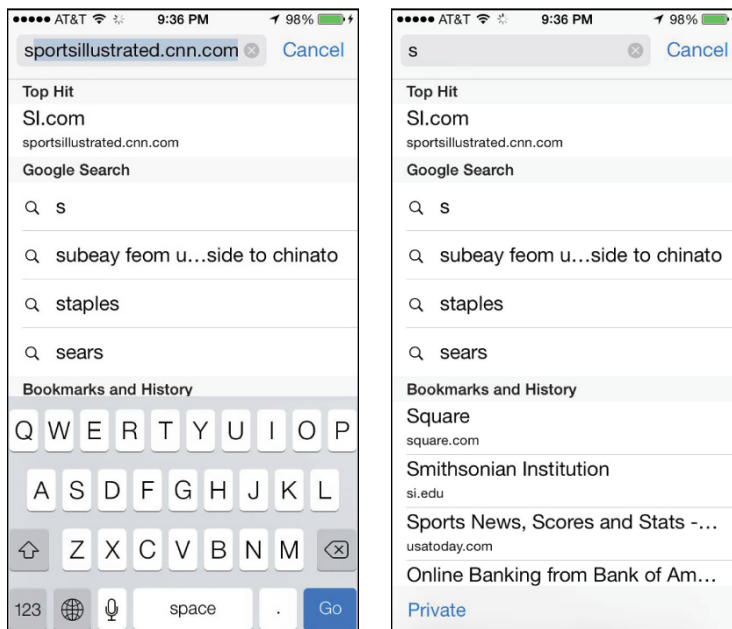 AT&T 9:36 PM 98%
sportsillustrated.cnn.com Cancel
Top Hit
SI.com
sportsillustrated.cnn.com
Google Search
s
subeay feom u...side to chinato
staples
sears
Bookmarks and History
Q W E R T Y U I O P
A S D F G H J K L
Z X C V B N M
123 space . Go
AT&T 9:36 PM 98%
s Cancel
Top Hit
SI.com
sportsillustrated.cnn.com
Google Search
s
subeay feom u...side to chinato
staples
sears
Bookmarks and History
Square
square.com
Smithsonian Institution
si.edu
Sports News, Scores and Stats -...
usatoday.com
Online Banking from Bank of Am...
Private